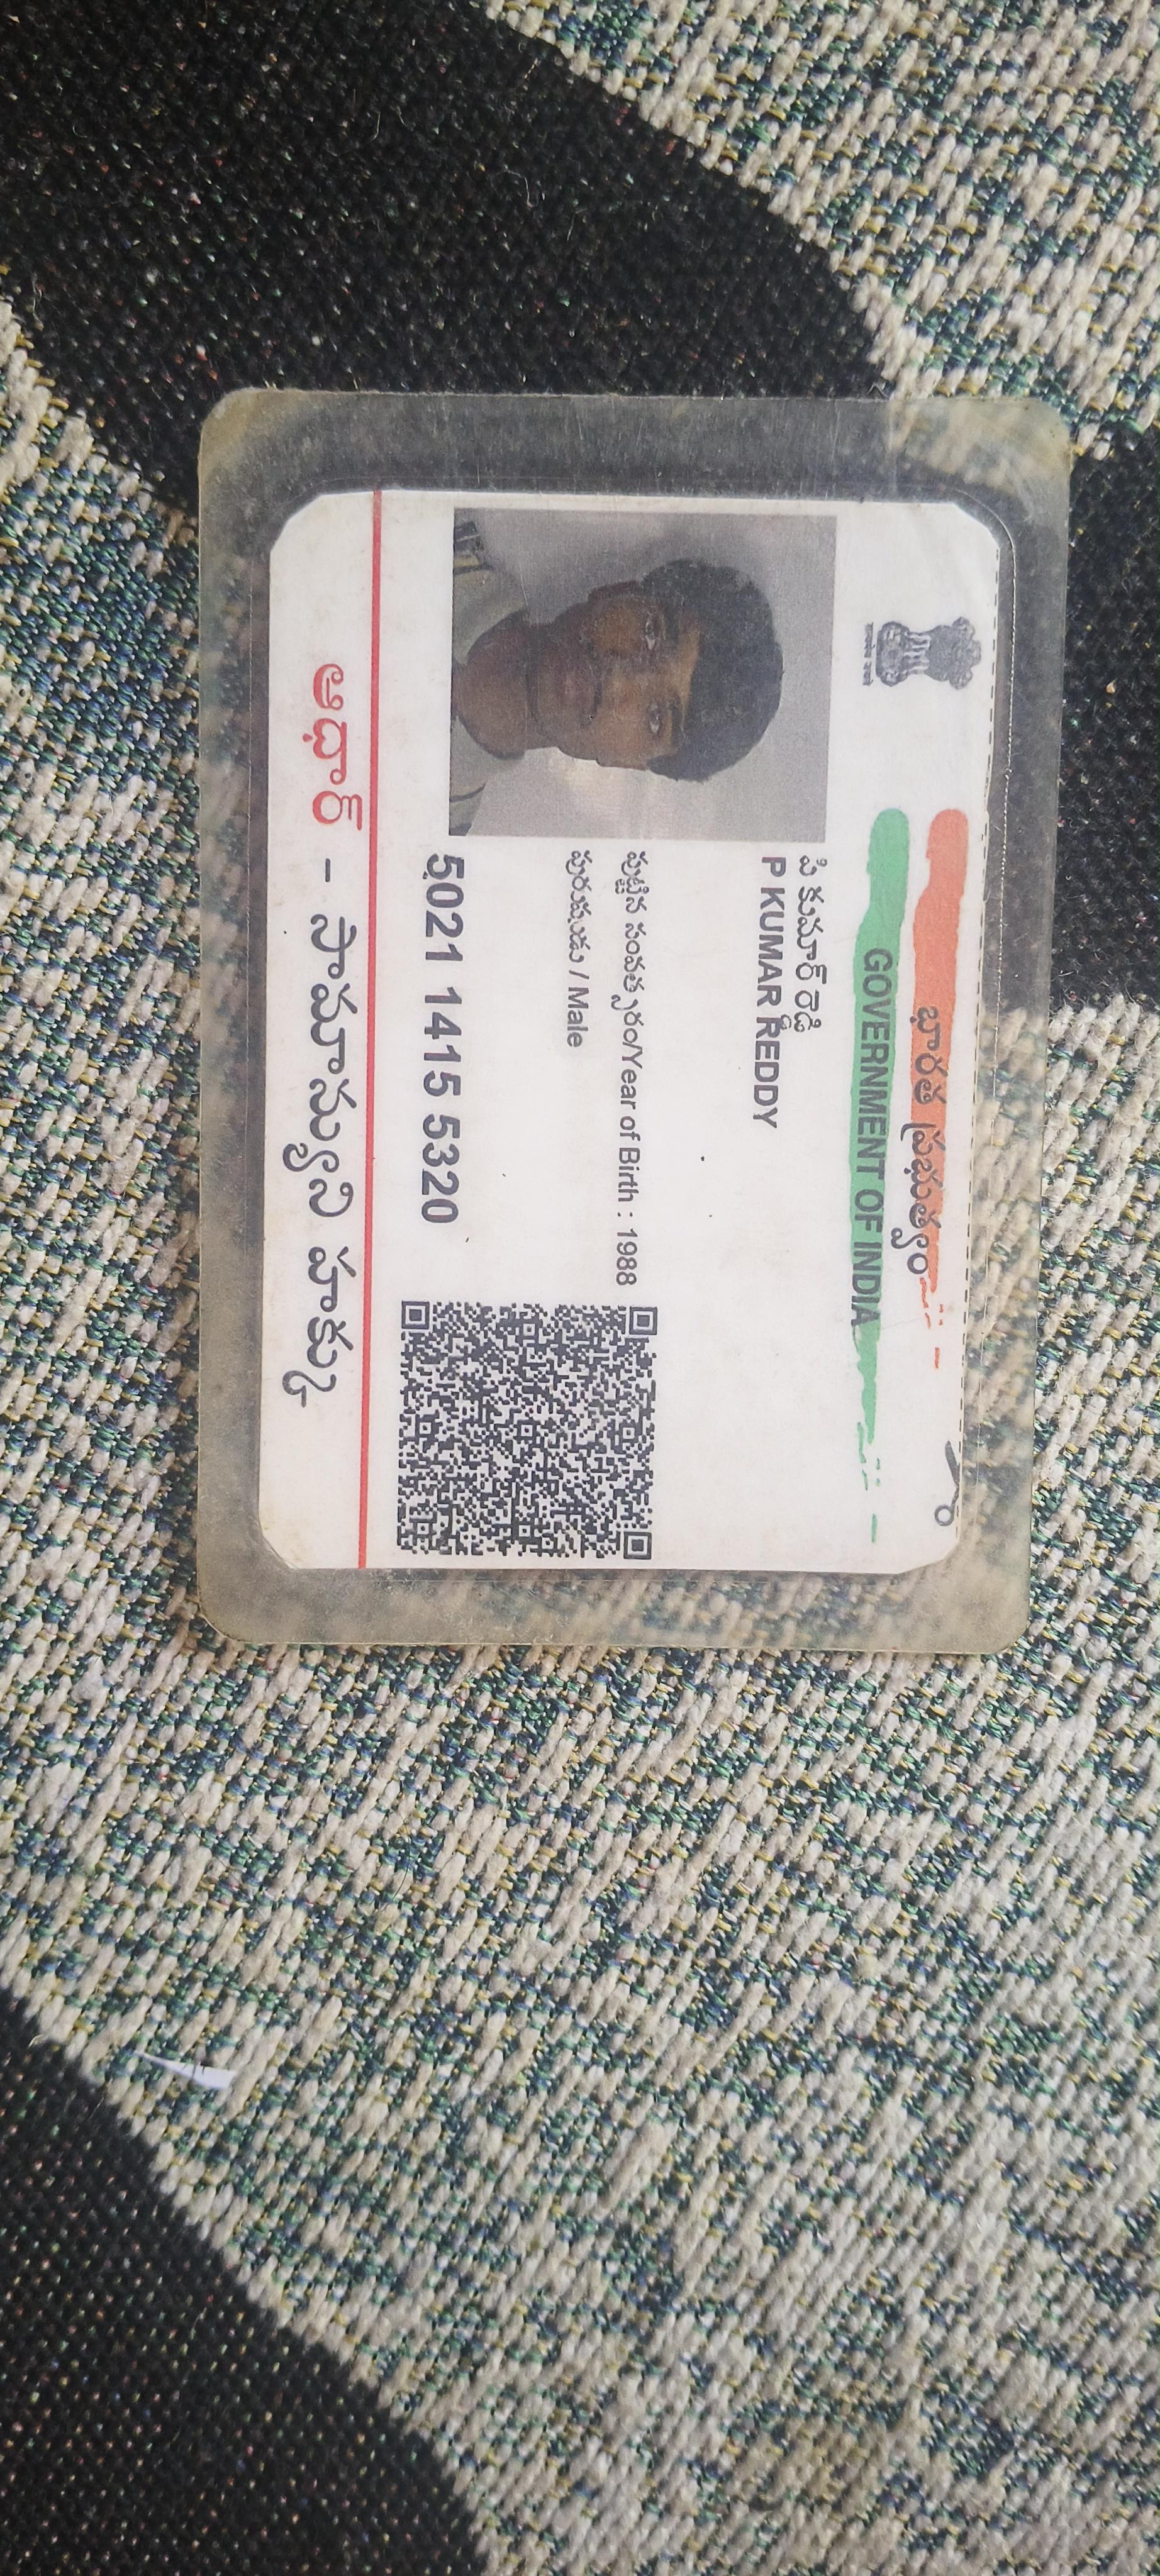 భారత ప్రభుత్వం
GOVERNMENT OF INDIA
పి కుమార్ రెడ్డి
P KUMAR REDDY
పుట్టిన సంవత్సరం/Year of Birth : 1988
పురుషుడు / Male
5021 1415 5320
ఆధార్ - సామాన్యుని హక్కు